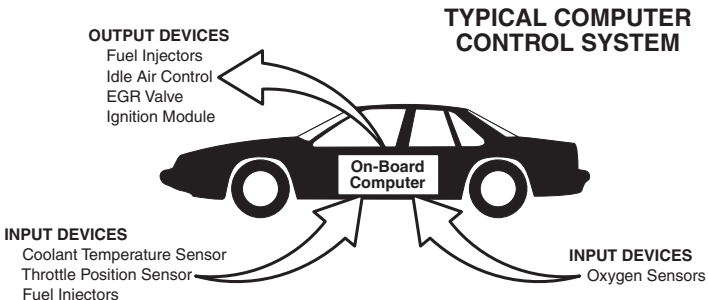 TYPICAL COMPUTER
CONTROL SYSTEM
OUTPUT DEVICES
Fuel Injectors
Idle Air Control
EGR Valve
Ignition Module
On-Board
Computer
INPUT DEVICES
Coolant Temperature Sensor
Throttle Position Sensor
Fuel Injectors
INPUT DEVICES
Oxygen Sensors